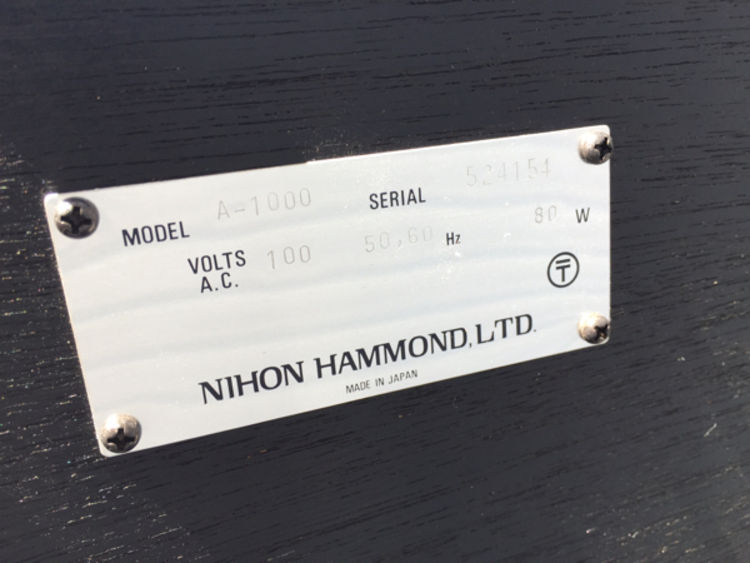 MODEL A-1000 SERIAL 524154
VOLTS A.C. 100 50,60 Hz 80 W
NIHON HAMMOND, LTD.
MADE IN JAPAN